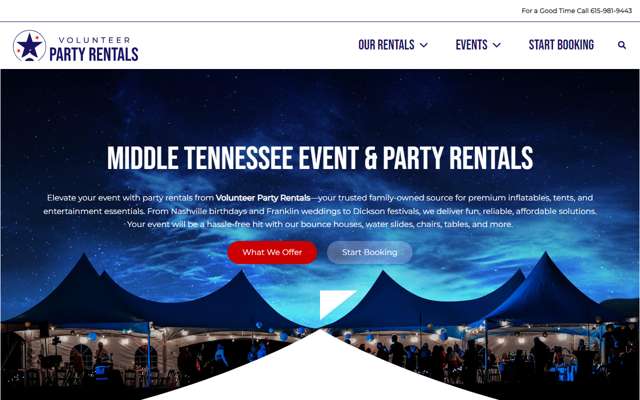 For a Good Time Call 615-981-9443
VOLUNTEER
PARTY RENTALS
OUR RENTALS
EVENTS
START BOOKING
MIDDLE TENNESSEE EVENT & PARTY RENTALS
Elevate your event with party rentals from Volunteer Party Rentals—your trusted family-owned source for premium inflatables, tents, and
entertainment essentials. From Nashville birthdays and Franklin weddings to Dickson festivals, we deliver fun, reliable, affordable solutions.
Your event will be a hassle-free hit with our bounce houses, water slides, chairs, tables, and more.
What We Offer
Start Booking